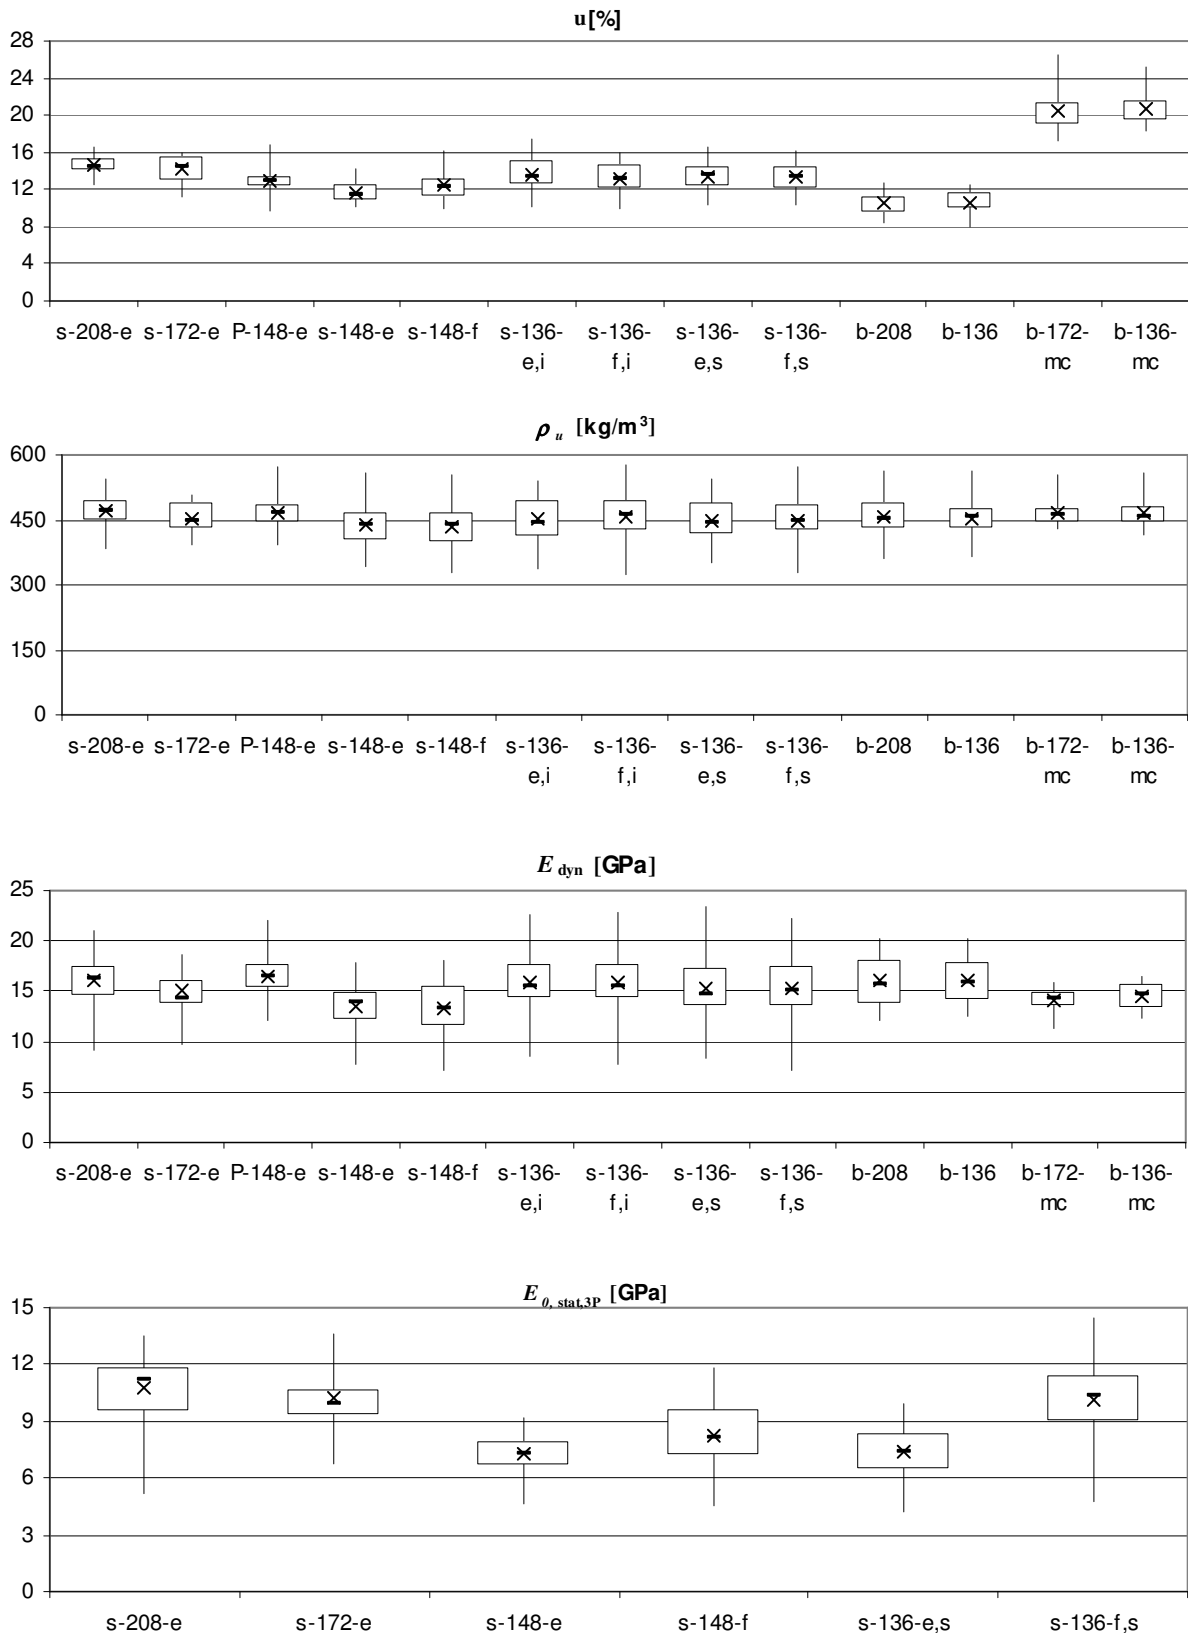 u[%]
28
24
20
16
12
8
4
0
s-208-e s-172-e P-148-e s-148-e s-148-f s-136- s-136- s-136- s-136- b-208 b-136 b-172- b-136-
e,i f,i e,s f,s mc mc
ρ u [kg/m³]
600
450
300
150
0
s-208-e s-172-e P-148-e s-148-e s-148-f s-136- s-136- s-136- s-136- b-208 b-136 b-172- b-136-
e,i f,i e,s f,s mc mc
E dyn [GPa]
25
20
15
10
5
0
s-208-e s-172-e P-148-e s-148-e s-148-f s-136- s-136- s-136- s-136- b-208 b-136 b-172- b-136-
e,i f,i e,s f,s mc mc
E 0, stat,3P [GPa]
15
12
9
6
3
0
s-208-e s-172-e s-148-e s-148-f s-136-e,s s-136-f,s